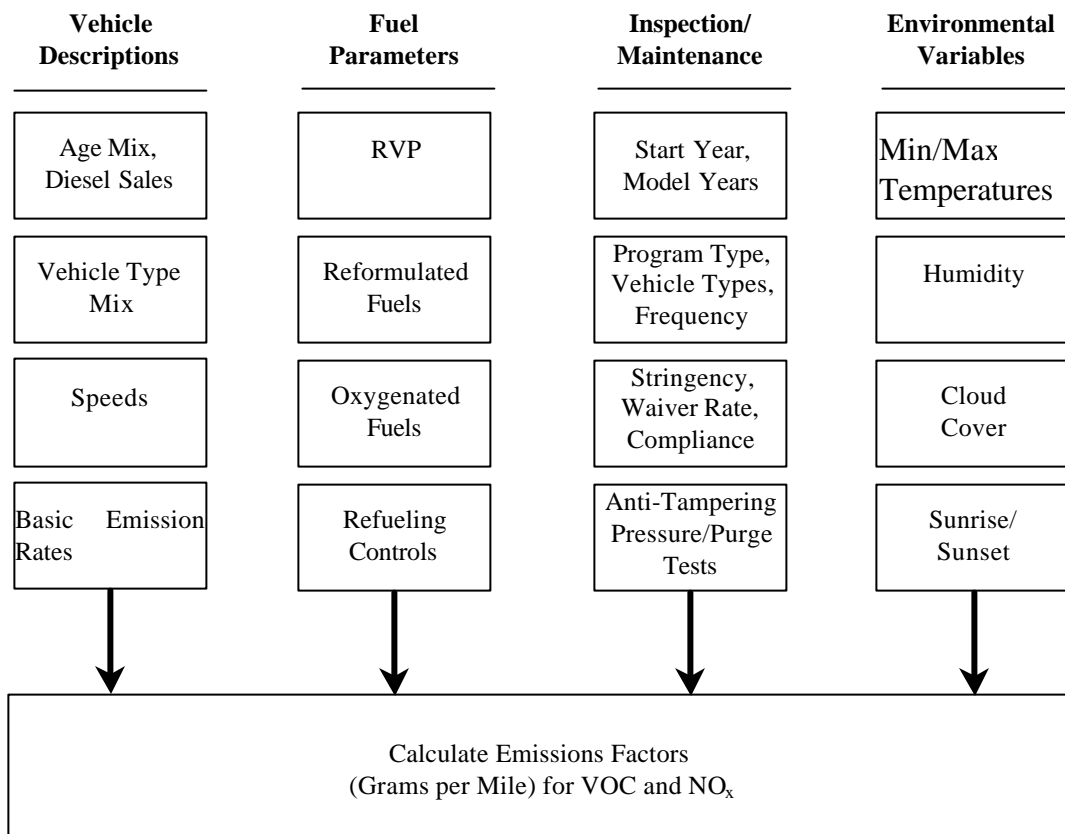 Vehicle
Descriptions
Age Mix,
Diesel Sales
Vehicle Type
Mix
Speeds
Basic Emission
Rates
Fuel
Parameters
RVP
Reformulated
Fuels
Oxygenated
Fuels
Refueling
Controls
Inspection/
Maintenance
Start Year,
Model Years
Program Type,
Vehicle Types,
Frequency
Stringency,
Waiver Rate,
Compliance
Anti-Tampering
Pressure/Purge
Tests
Environmental
Variables
Min/Max
Temperatures
Humidity
Cloud
Cover
Sunrise/
Sunset
Calculate Emissions Factors
(Grams per Mile) for VOC and NOx